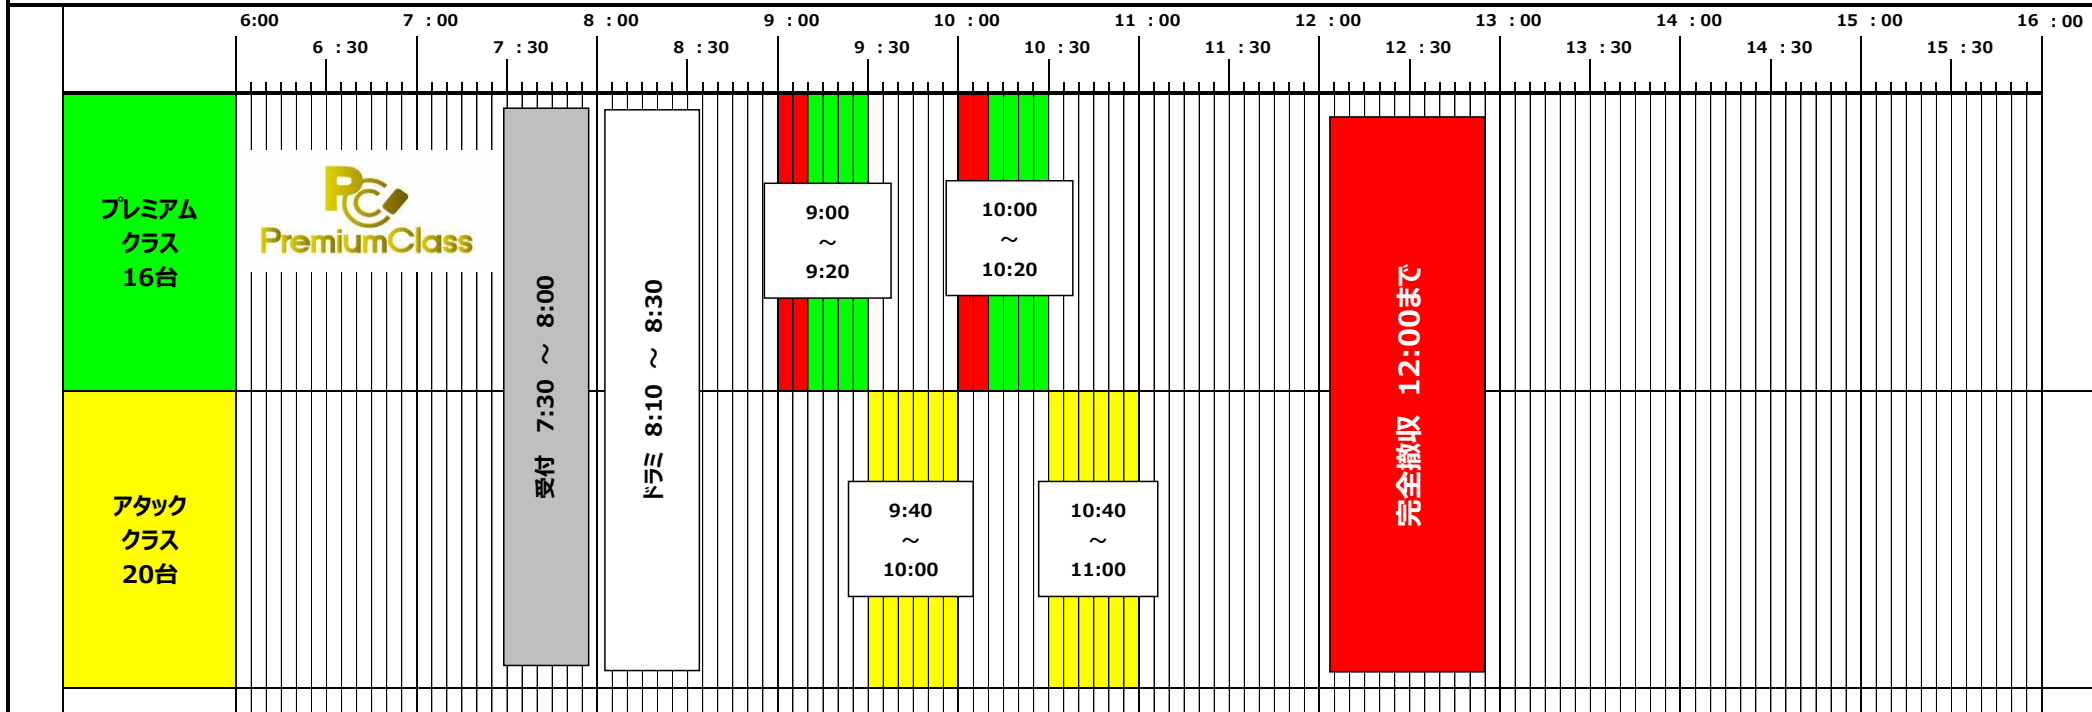 6:00
7 : 00
8 : 00
9 : 00
10 : 00
11 : 00
12 : 00
13 : 00
14 : 00
15 : 00
16 : 00
6 : 30
7 : 30
8 : 30
9 : 30
10 : 30
11 : 30
12 : 30
13 : 30
14 : 30
15 : 30
プレミアム
クラス
16台
PC
PremiumClass
受付 7:30 ～ 8:00
ドラミ 8:10 ～ 8:30
9:00
～
9:20
10:00
～
10:20
完全撤収 12:00まで
アタック
クラス
20台
9:40
～
10:00
10:40
～
11:00